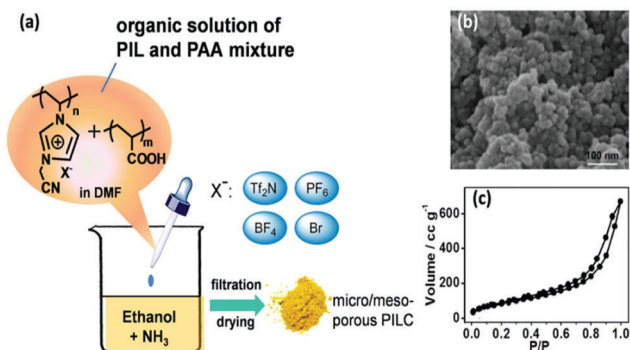 (a)
organic solution of
PIL and PAA mixture
n
+
m
N
⊕
N
X⁻
COOH
CN
in DMF
X⁻:
Tf₂N
PF₆
BF₄
Br
Ethanol
+ NH₃
filtration
drying
micro/meso-
porous PILC
(b)
100 nm
(c)
Volume / cc g⁻¹
600
400
200
0
0.0 0.2 0.4 0.6 0.8 1.0
P/P